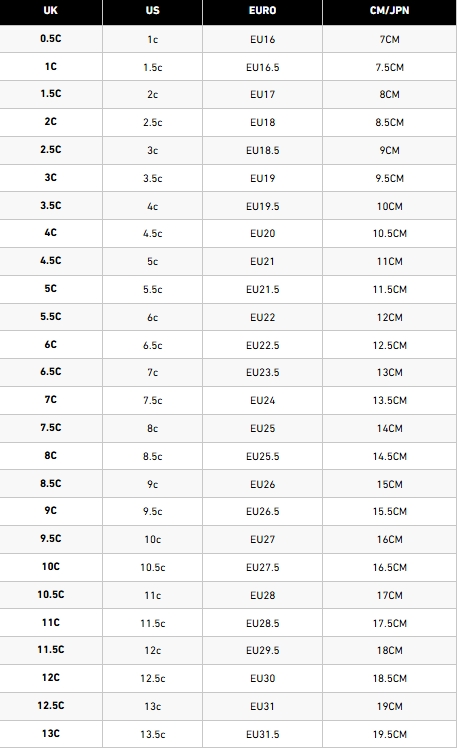 UK US EURO CM/JPN
0.5C 1c EU16 7CM
1C 1.5c EU16.5 7.5CM
1.5C 2c EU17 8CM
2C 2.5c EU18 8.5CM
2.5C 3c EU18.5 9CM
3C 3.5c EU19 9.5CM
3.5C 4c EU19.5 10CM
4C 4.5c EU20 10.5CM
4.5C 5c EU21 11CM
5C 5.5c EU21.5 11.5CM
5.5C 6c EU22 12CM
6C 6.5c EU22.5 12.5CM
6.5C 7c EU23.5 13CM
7C 7.5c EU24 13.5CM
7.5C 8c EU25 14CM
8C 8.5c EU25.5 14.5CM
8.5C 9c EU26 15CM
9C 9.5c EU26.5 15.5CM
9.5C 10c EU27 16CM
10C 10.5c EU27.5 16.5CM
10.5C 11c EU28 17CM
11C 11.5c EU28.5 17.5CM
11.5C 12c EU29.5 18CM
12C 12.5c EU30 18.5CM
12.5C 13c EU31 19CM
13C 13.5c EU31.5 19.5CM